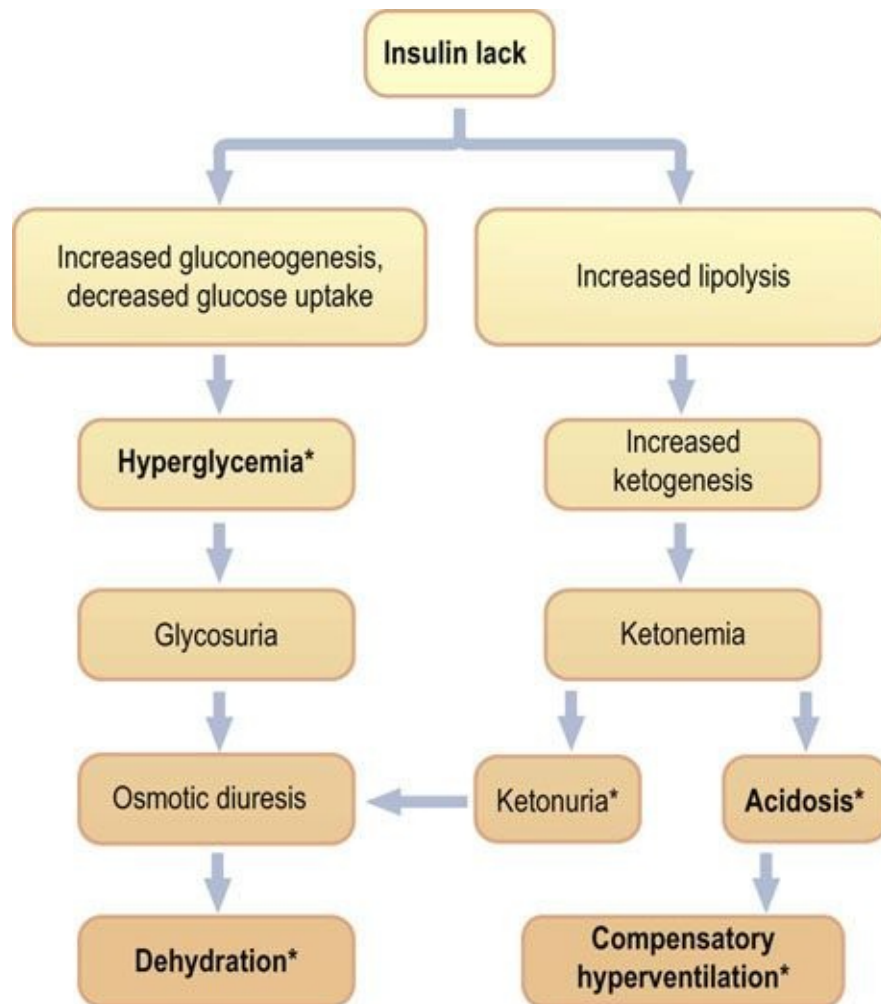 Insulin lack
Increased gluconeogenesis,
decreased glucose uptake
Increased lipolysis
Hyperglycemia*
Increased
ketogenesis
Glycosuria
Ketonemia
Osmotic diuresis
Ketonuria*
Acidosis*
Dehydration*
Compensatory
hyperventilation*